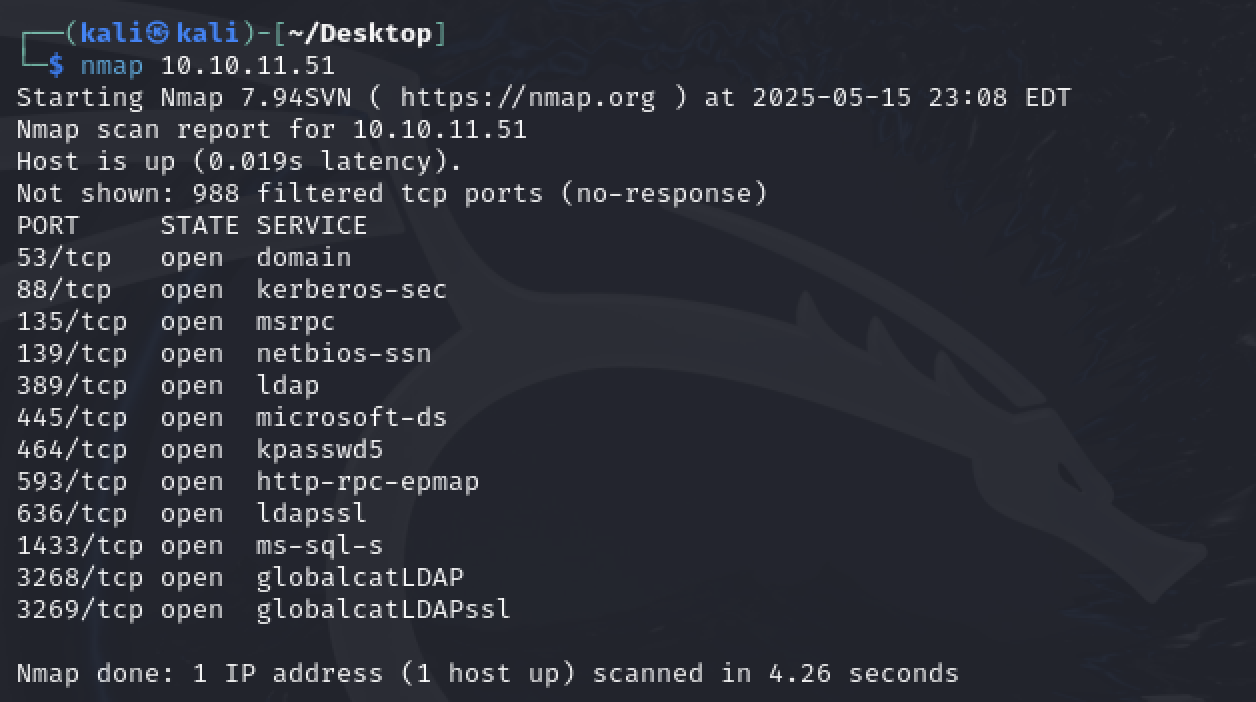 ┌──(kali㉿kali)-[~/Desktop]
└─$ nmap 10.10.11.51
Starting Nmap 7.94SVN ( https://nmap.org ) at 2025-05-15 23:08 EDT
Nmap scan report for 10.10.11.51
Host is up (0.019s latency).
Not shown: 988 filtered tcp ports (no-response)
PORT     STATE SERVICE
53/tcp   open  domain
88/tcp   open  kerberos-sec
135/tcp  open  msrpc
139/tcp  open  netbios-ssn
389/tcp  open  ldap
445/tcp  open  microsoft-ds
464/tcp  open  kpasswd5
593/tcp  open  http-rpc-epmap
636/tcp  open  ldapssl
1433/tcp open  ms-sql-s
3268/tcp open  globalcatLDAP
3269/tcp open  globalcatLDAPssl
Nmap done: 1 IP address (1 host up) scanned in 4.26 seconds